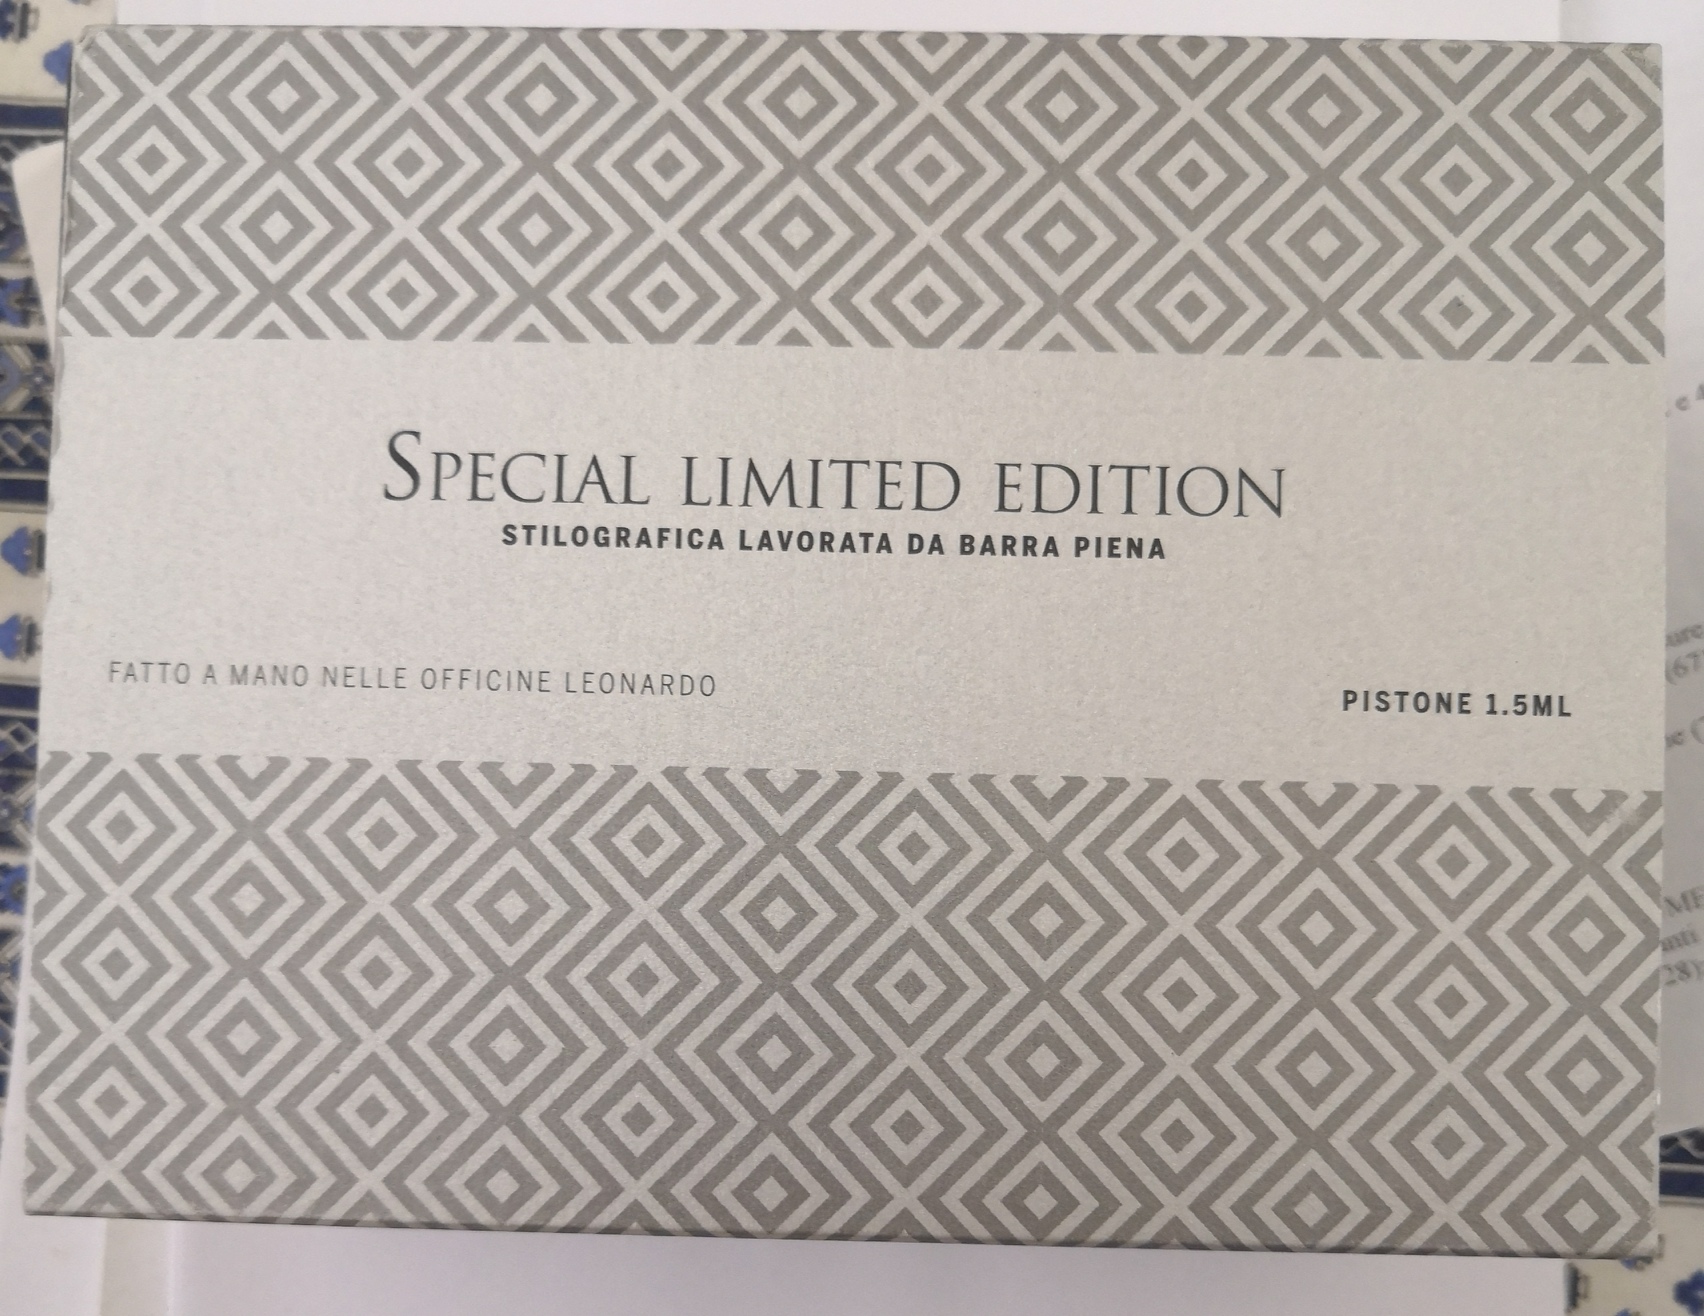 SPECIAL LIMITED EDITION
STILOGRAFICA LAVORATA DA BARRA PIENA
FATTO A MANO NELLE OFFICINE LEONARDO
PISTONE 1.5ML